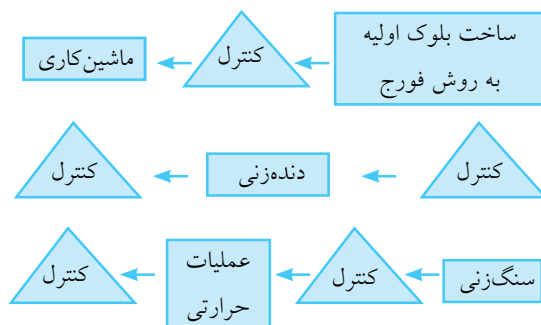 ساخت بلوک اولیه
به روش فورج
کنترل
ماشین‌کاری
کنترل
دنده‌زنی
کنترل
سنگ‌زنی
کنترل
عملیات
حرارتی
کنترل